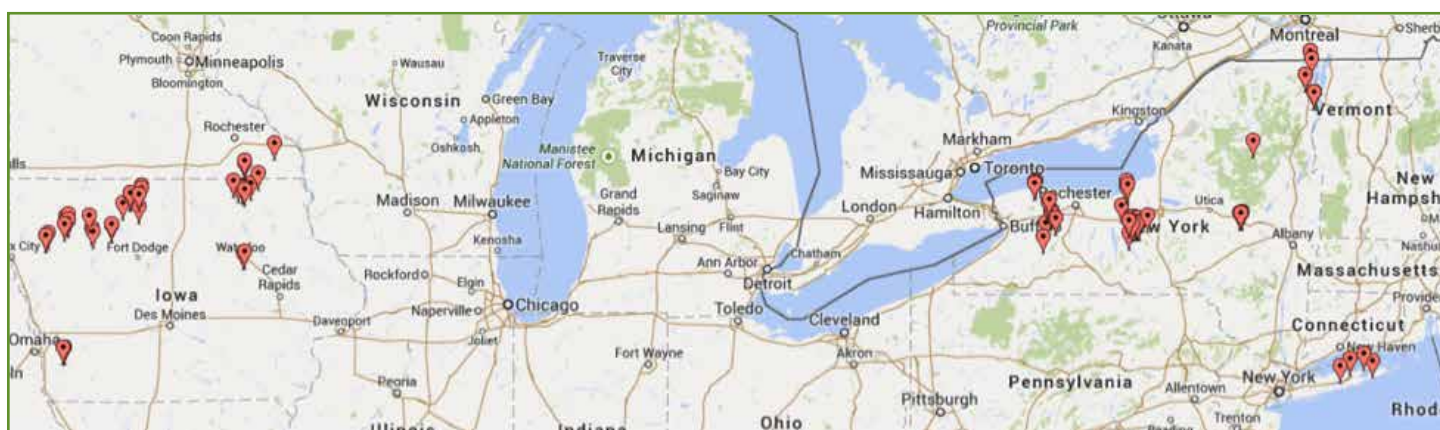 Coon Rapids
Plymouth
Minneapolis
Bloomington
Rochester
Wausau
Wisconsin
Green Bay
Appleton
Oshkosh
Traverse
City
Manistee
National Forest
Michigan
Bay City
Saginaw
Grand
Rapids
Flint
Lansing
Ann Arbor
Detroit
Chatham
London
Provincial Park
Markham
Toronto
Mississauga
Hamilton
Kingston
Kanata
Montreal
Sherb
Vermont
New
Hampsh
Utica
Albany
Massachusetts
Connecticut
New Haven
Madison
Milwaukee
Kenosha
Rockford
Elgin
Chicago
Naperville
Joliet
Fort Dodge
Cedar
Rapids
Iowa
Des Moines
Davenport
Omaha
Peoria
Toledo
Cleveland
Akron
Fort Wayne
Ohio
Pittsburgh
Pennsylvania
Allentown
Trenton
New York
Rhod